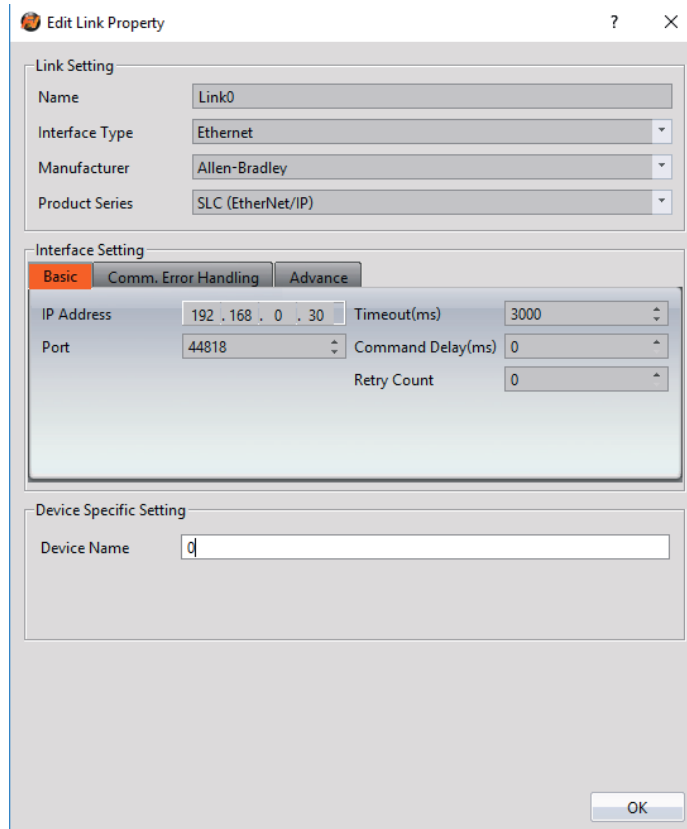 Edit Link Property ? ×
Link Setting
Name Link0
Interface Type Ethernet
Manufacturer Allen-Bradley
Product Series SLC (EtherNet/IP)
Interface Setting
Basic Comm. Error Handling Advance
IP Address 192 . 168 . 0 . 30 Timeout(ms) 3000
Port 44818 Command Delay(ms) 0
Retry Count 0
Device Specific Setting
Device Name 0
OK